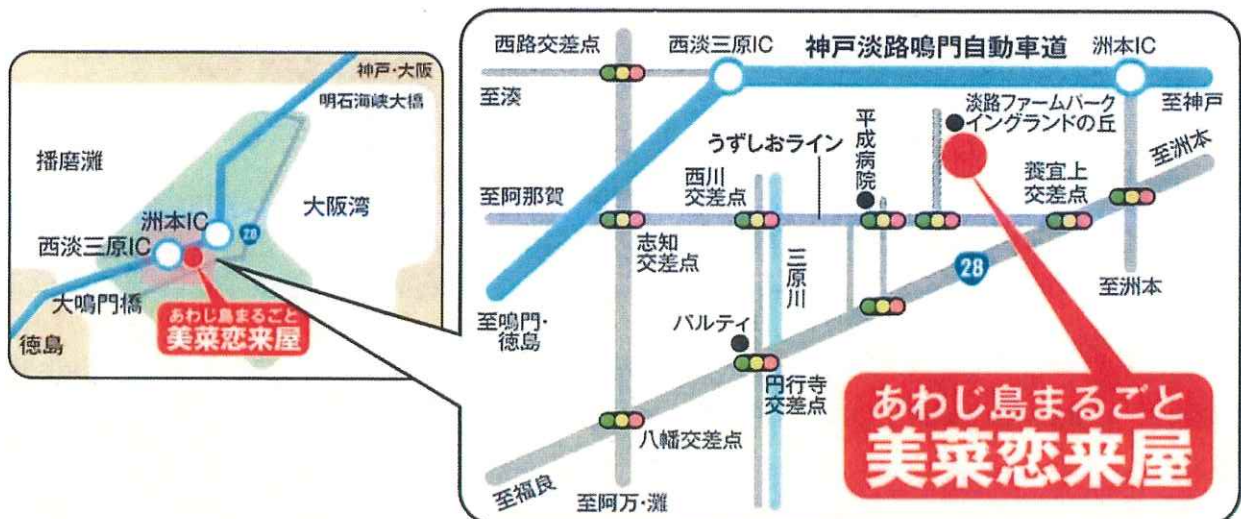 神戸・大阪
明石海峡大橋
播磨灘
大阪湾
洲本IC
西淡三原IC
28
大鳴門橋
徳島
あわじ島まるごと
美菜恋来屋
西路交差点
西淡三原IC
神戸淡路鳴門自動車道
洲本IC
至湊
至神戸
淡路ファームパーク
イングランドの丘
平成病院
うずしおライン
至洲本
至阿那賀
西川
交差点
養宜上
交差点
志知
交差点
三原川
28
至洲本
至鳴門・
徳島
パルティ
円行寺
交差点
八幡交差点
至福良
至阿万・灘
あわじ島まるごと
美菜恋来屋